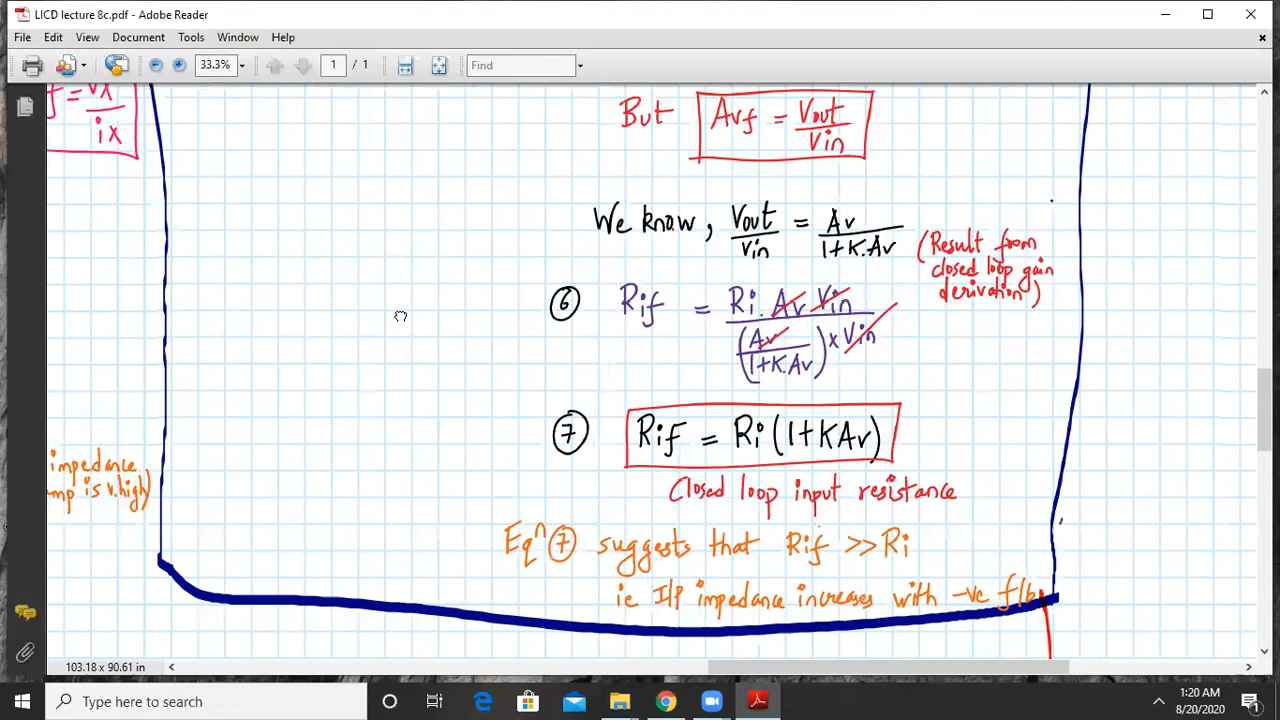 LICD lecture 8c.pdf - Adobe Reader
File Edit View Document Tools Window Help
33.3% 1 / 1 Find
f = Vx
ix
But Avf = Vout
Vin
We know, Vout = Av
Vin 1+K.Av
(Result from
closed loop gain
derivation)
6 Rif = Ri. Av Vin
(Av) x Vin
1+K.Av
7 Rif = Ri (1+KAv)
Closed loop input resistance
impedance
mp is v.high)
Eqn 7 suggests that Rif >> Ri
ie I/P impedance increases with -ve f/b
103.18 x 90.61 in
Type here to search
1:20 AM
8/20/2020
1